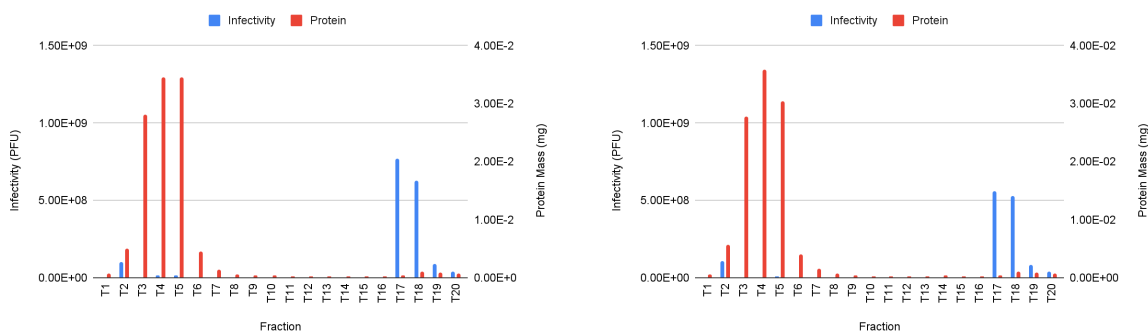 Infectivity Protein
1.50E+09
1.00E+09
5.00E+08
0.00E+00
Infectivity (PFU)
4.00E-2
3.00E-2
2.00E-2
1.00E-2
0.00E+0
Protein Mass (mg)
T1 T2 T3 T4 T5 T6 T7 T8 T9 T10 T11 T12 T13 T14 T15 T16 T17 T18 T19 T20
Fraction
Infectivity Protein
1.50E+09
1.00E+09
5.00E+08
0.00E+00
Infectivity (PFU)
4.00E-02
3.00E-02
2.00E-02
1.00E-02
0.00E+00
Protein Mass (mg)
T1 T2 T3 T4 T5 T6 T7 T8 T9 T10 T11 T12 T13 T14 T15 T16 T17 T18 T19 T20
Fraction